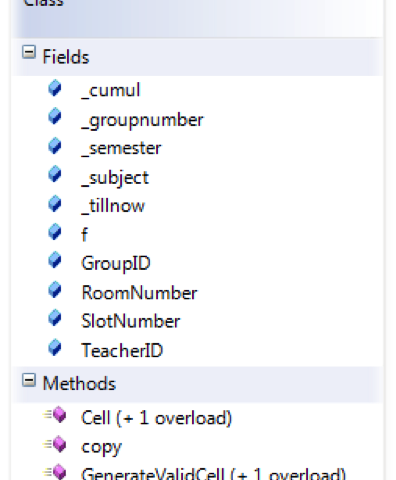 Class
Fields
_cumul
_groupnumber
_semester
_subject
_tillnow
f
GroupID
RoomNumber
SlotNumber
TeacherID
Methods
Cell (+ 1 overload)
copy
GenerateValidCell (+ 1 overload)